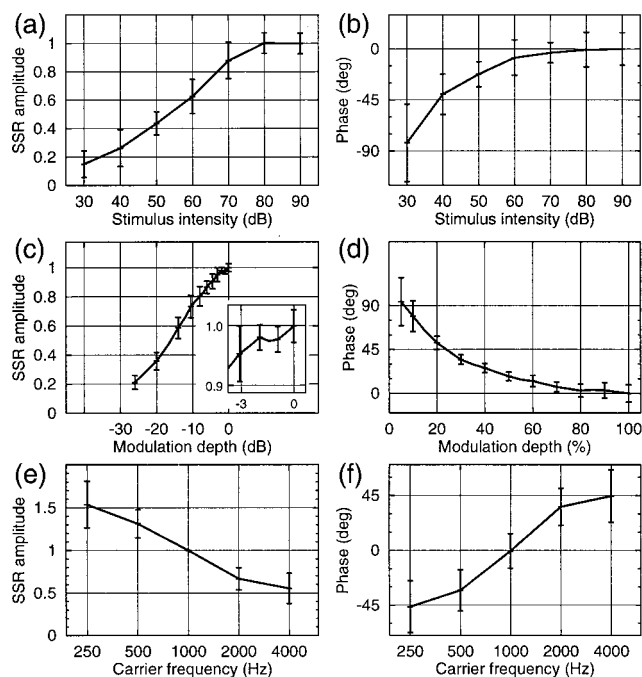 (a)
SSR amplitude
1
0.8
0.6
0.4
0.2
0
30 40 50 60 70 80 90
Stimulus intensity (dB)
(b)
Phase (deg)
0
-45
-90
30 40 50 60 70 80 90
Stimulus intensity (dB)
(c)
SSR amplitude
1
0.8
0.6
0.4
0.2
0
-30 -20 -10 0
Modulation depth (dB)
1.0
0.9
-3 0
(d)
Phase (deg)
90
45
0
0 20 40 60 80 100
Modulation depth (%)
(e)
SSR amplitude
1.5
1
0.5
0
250 500 1000 2000 4000
Carrier frequency (Hz)
(f)
Phase (deg)
45
0
-45
250 500 1000 2000 4000
Carrier frequency (Hz)